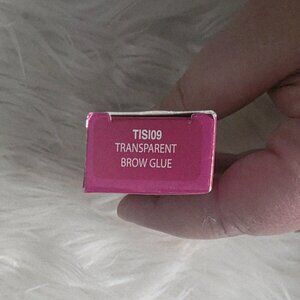 TISI09
TRANSPARENT
BROW GLUE